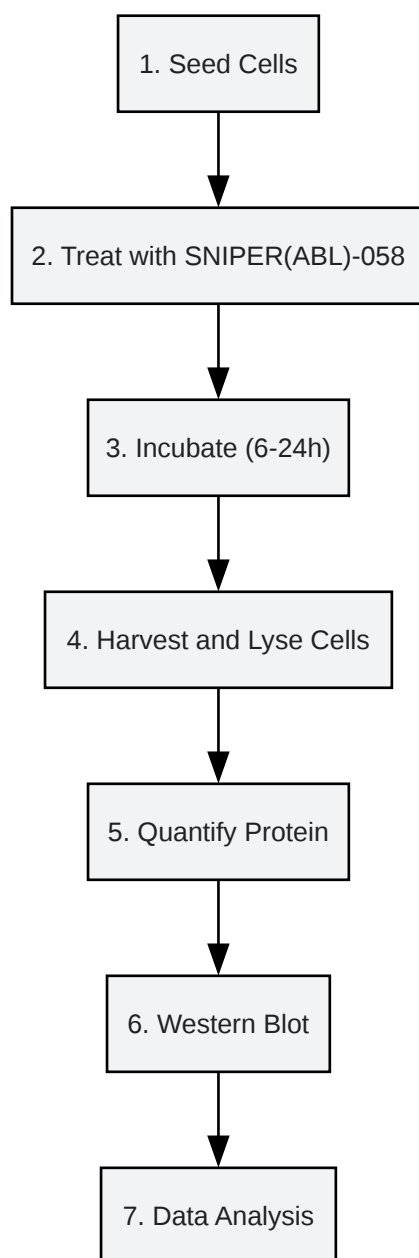 1. Seed Cells
2. Treat with SNIPER(ABL)-058
3. Incubate (6-24h)
4. Harvest and Lyse Cells
5. Quantify Protein
6. Western Blot
7. Data Analysis